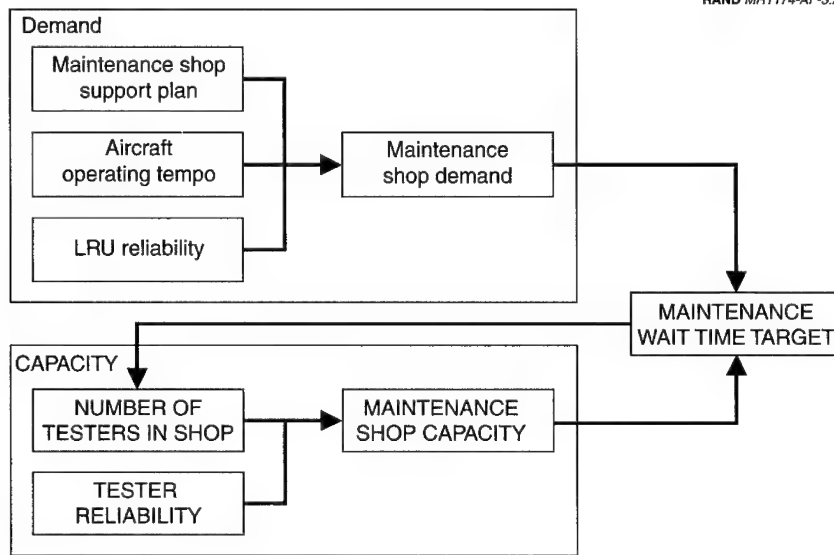 Demand
Maintenance shop
support plan
Aircraft
operating tempo
LRU reliability
Maintenance
shop demand
MAINTENANCE
WAIT TIME TARGET
CAPACITY
NUMBER OF
TESTERS IN SHOP
TESTER
RELIABILITY
MAINTENANCE
SHOP CAPACITY